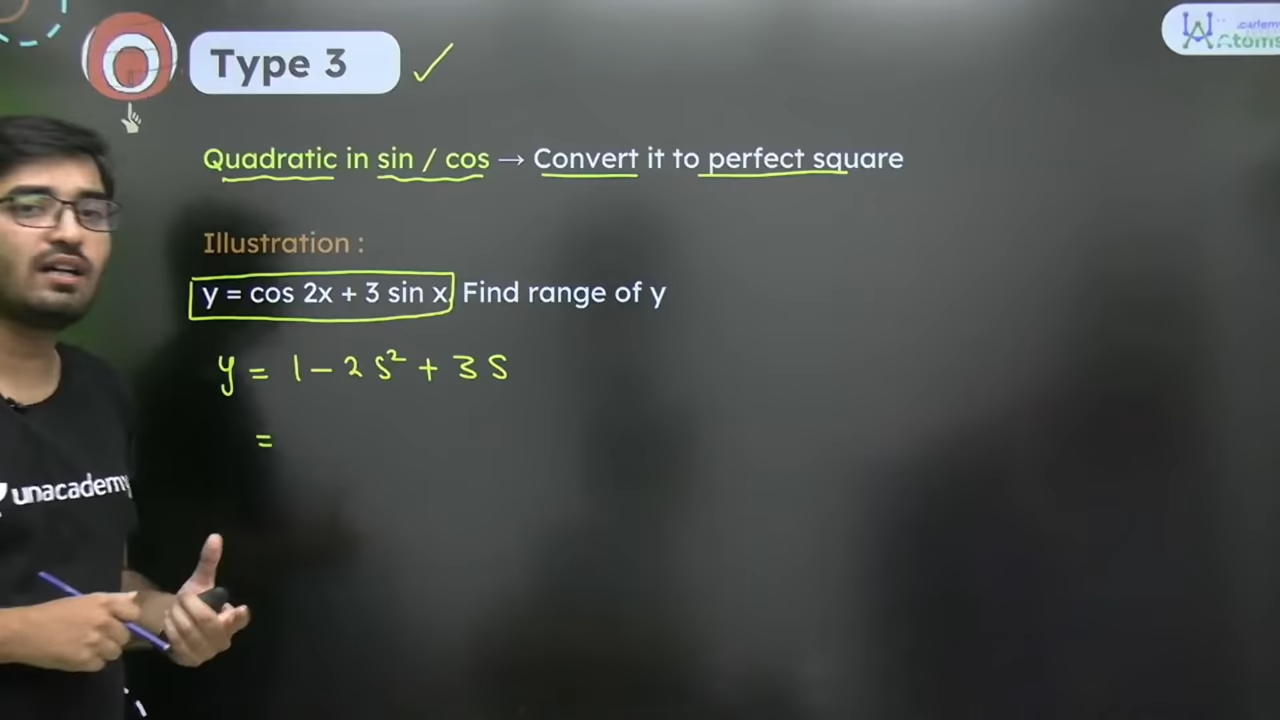 Type 3 ✓
Atoms
Quadratic in sin / cos → Convert it to perfect square
Illustration :
y = cos 2x + 3 sin x, Find range of y
y = 1 - 2 S² + 3 S
=
unacademy